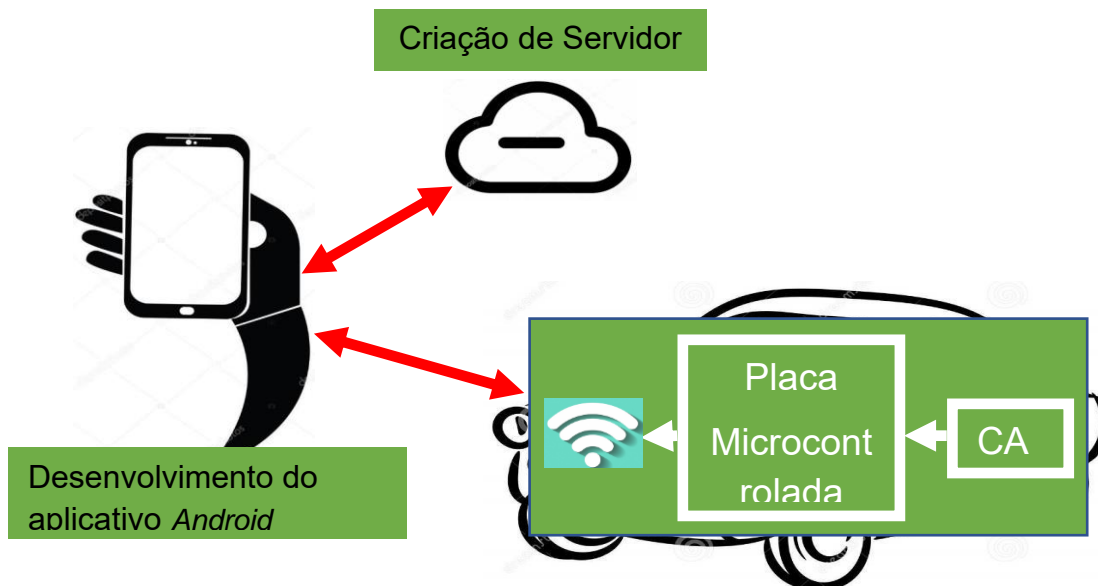 Criação de Servidor
Placa
Microcont
rolada
CA
Desenvolvimento do
aplicativo Android